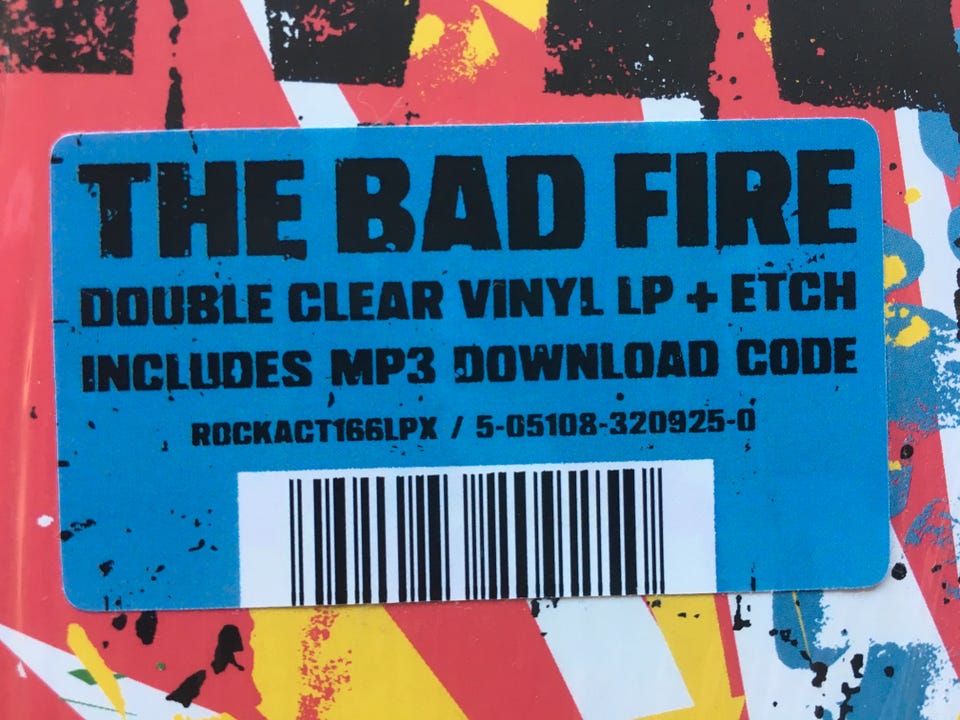 THE BAD FIRE
DOUBLE CLEAR VINYL LP + ETCH
INCLUDES MP3 DOWNLOAD CODE
ROCKACT166LPX / 5-05108-320925-0